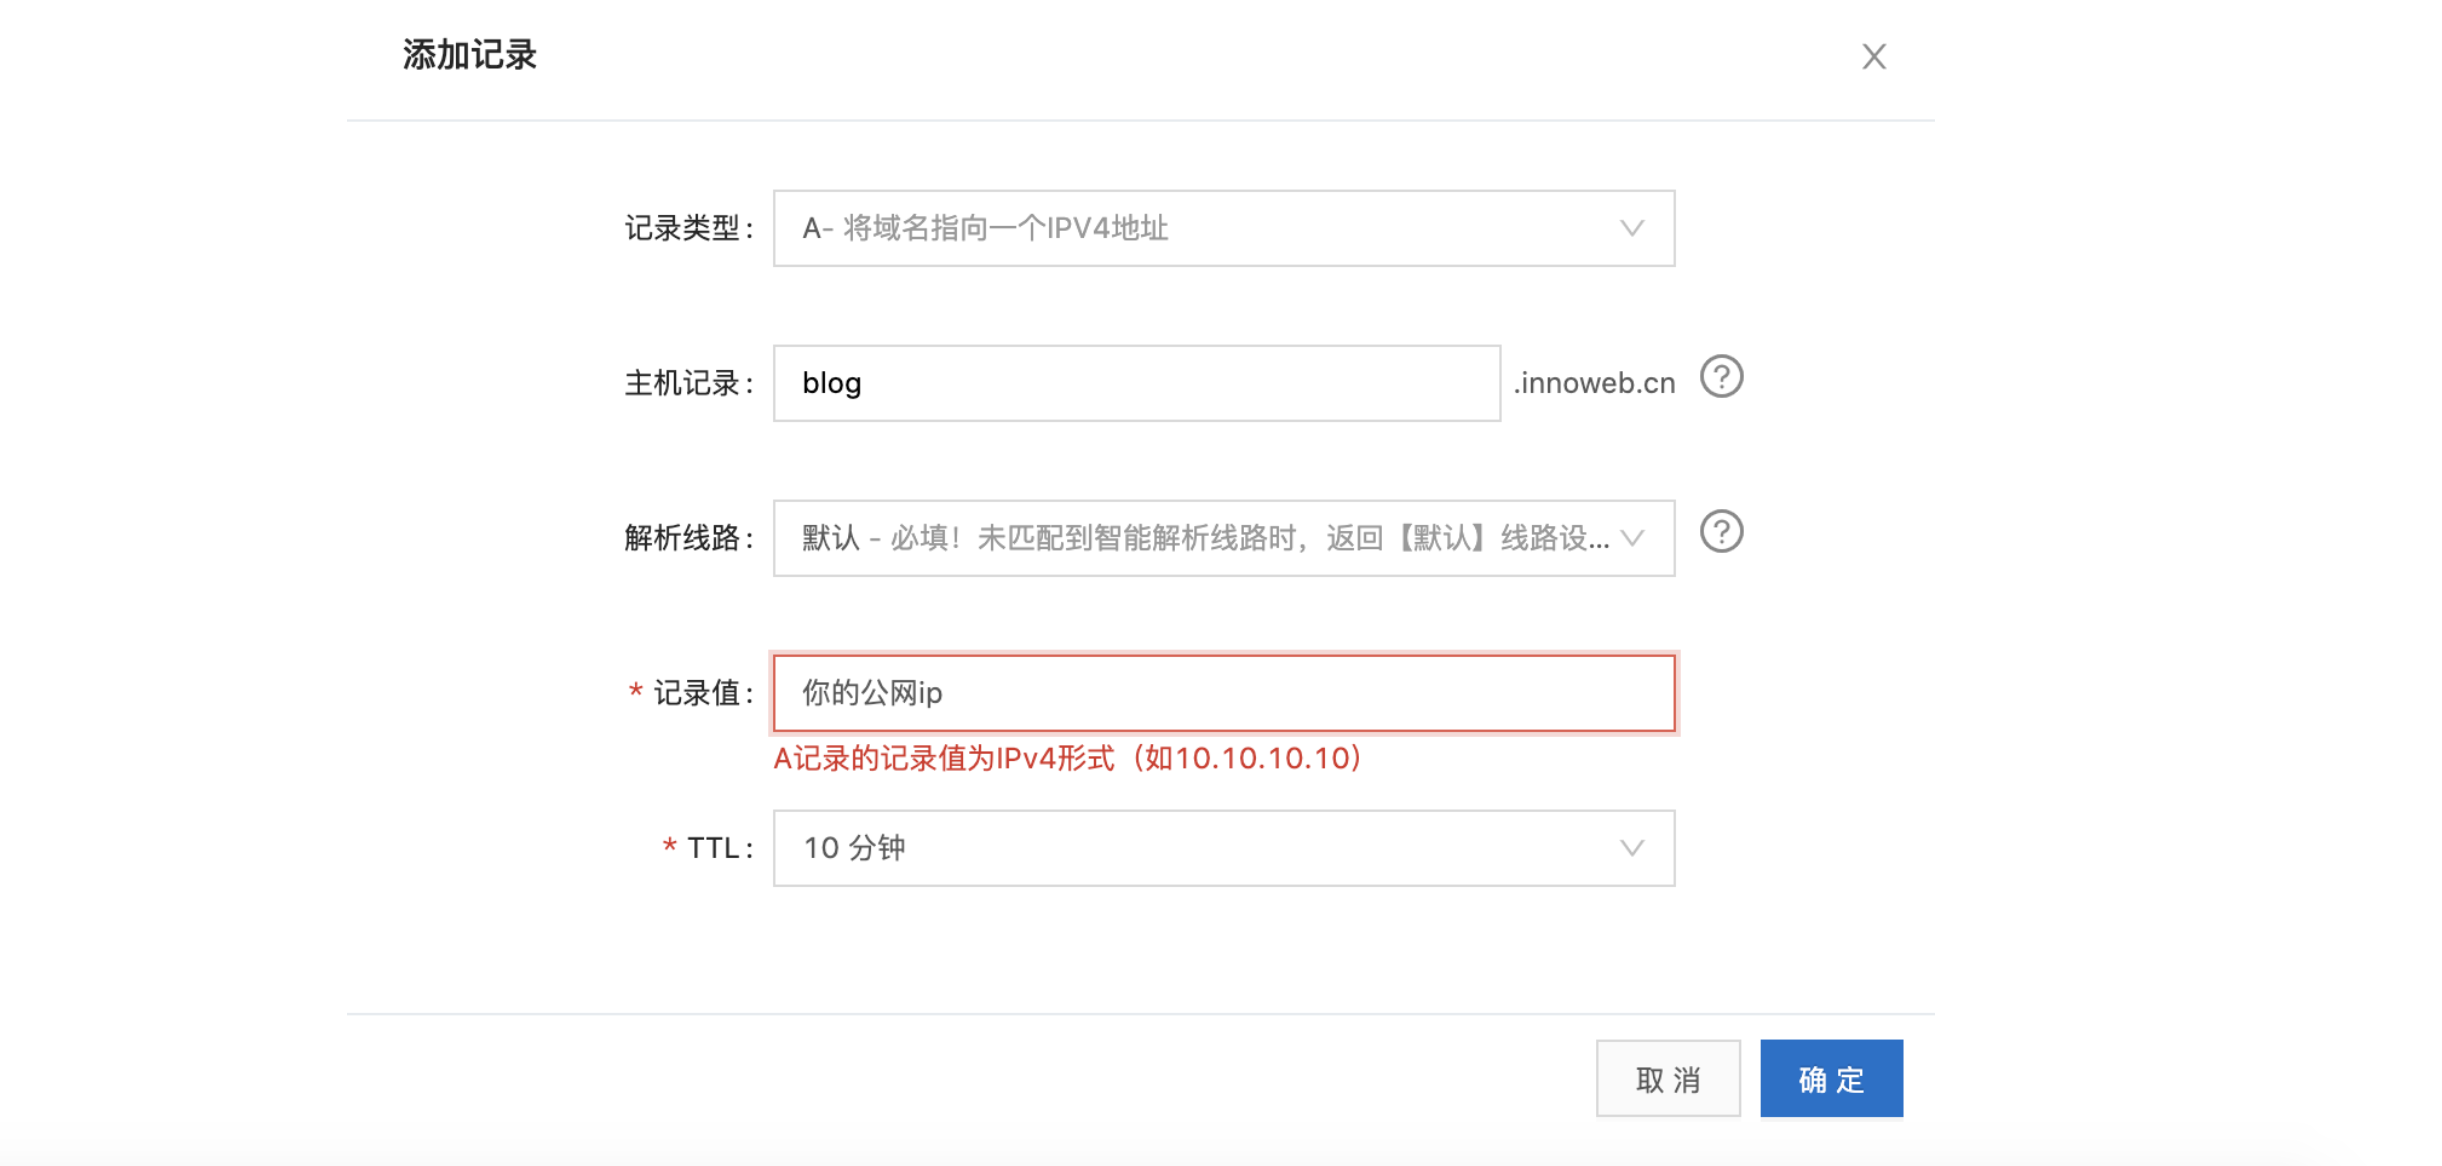 添加记录
记录类型: A- 将域名指向一个IPV4地址
主机记录: blog .innoweb.cn
解析线路: 默认 - 必填！未匹配到智能解析线路时，返回【默认】线路设...
* 记录值: 你的公网ip
A记录的记录值为IPv4形式（如10.10.10.10）
* TTL: 10 分钟
取 消 确 定